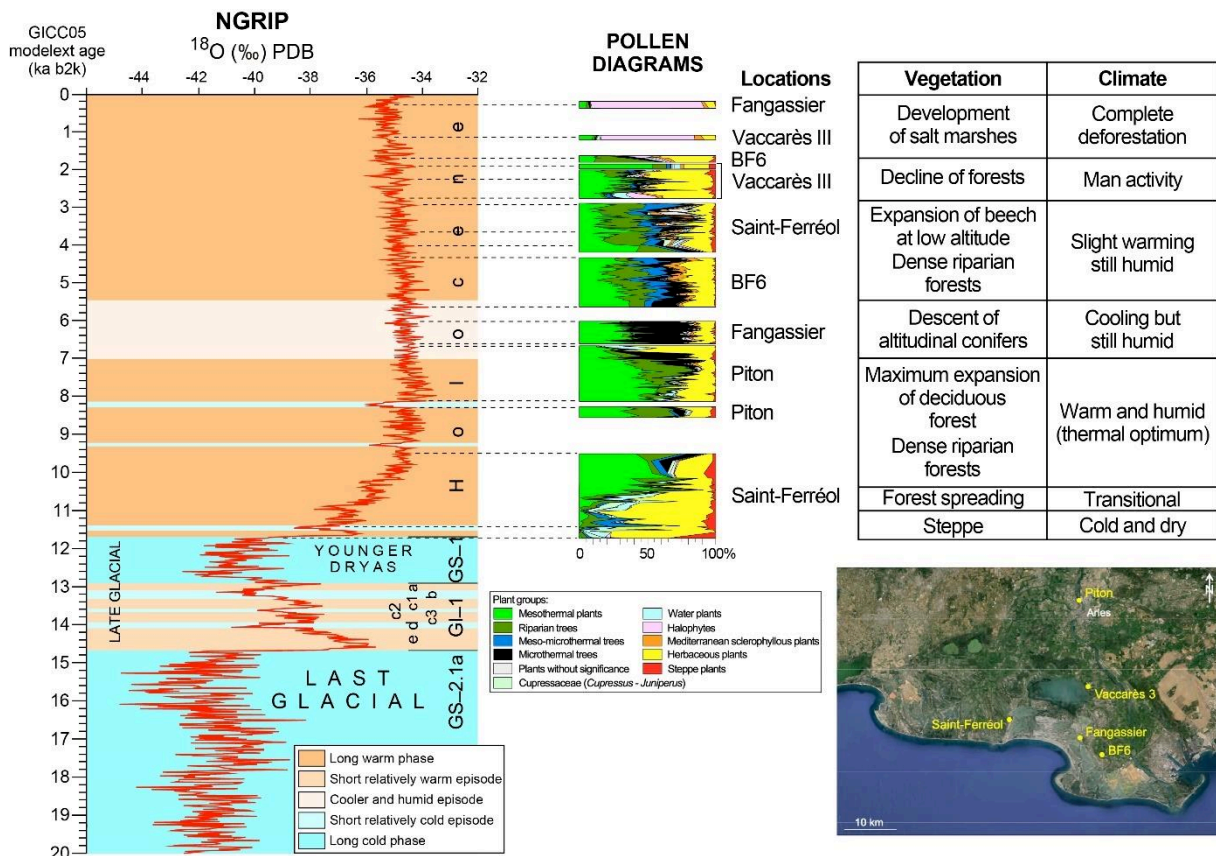 GICC05
modelext age
(ka b2k)
NGRIP
18O (‰) PDB
-44 -42 -40 -38 -36 -34 -32
0
1
2
3
4
5
6
7
8
9
10
11
12
13
14
15
16
17
18
19
20
H o l o c e n e
LATE GLACIAL
YOUNGER
DRYAS
GS–1
LAST
GLACIAL
GS–2.1a
GI–1
e d c2 c1a
c3 b
Long warm phase
Short relatively warm episode
Cooler and humid episode
Short relatively cold episode
Long cold phase
POLLEN
DIAGRAMS
Locations
Fangassier
Vaccarès III
BF6
Vaccarès III
Saint-Ferréol
BF6
Fangassier
Piton
Piton
Saint-Ferréol
0 50 100%
Plant groups:
Mesothermal plants
Riparian trees
Meso-microthermal trees
Microthermal trees
Plants without significance
Cupressaceae (Cupressus - Juniperus)
Water plants
Halophytes
Mediterranean sclerophyllous plants
Herbaceous plants
Steppe plants
Vegetation Climate
Development
of salt marshes
Complete
deforestation
Decline of forests
Man activity
Expansion of beech
at low altitude
Dense riparian
forests
Slight warming
still humid
Descent of
altitudinal conifers
Cooling but
still humid
Maximum expansion
of deciduous
forest
Dense riparian
forests
Warm and humid
(thermal optimum)
Forest spreading
Transitional
Steppe
Cold and dry
N
Piton
Arles
Vaccarès 3
Saint-Ferréol
Fangassier
BF6
10 km